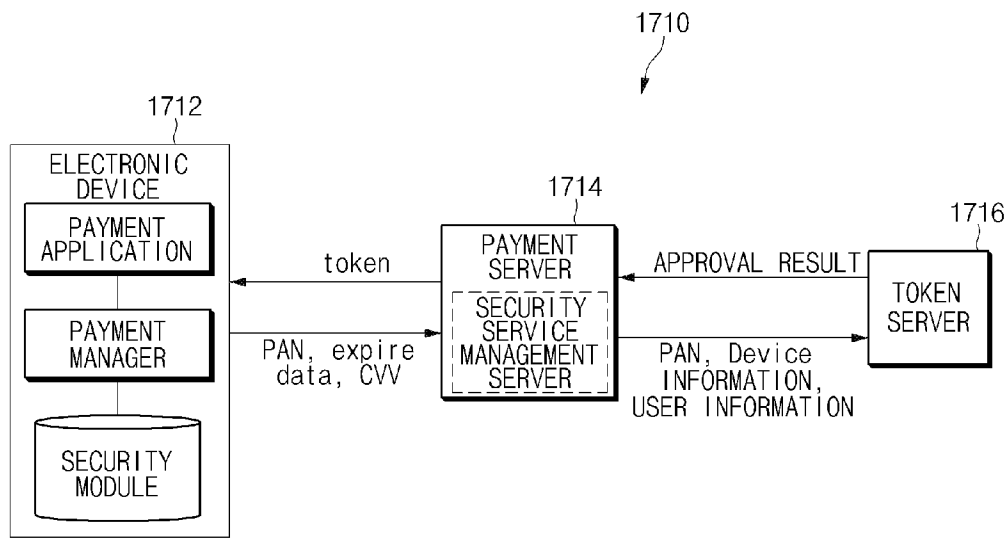 1710
1712
ELECTRONIC
DEVICE
PAYMENT
APPLICATION
PAYMENT
MANAGER
SECURITY
MODULE
token
PAN, expire
data, CVV
1714
PAYMENT
SERVER
SECURITY
SERVICE
MANAGEMENT
SERVER
APPROVAL RESULT
PAN, Device
INFORMATION,
USER INFORMATION
1716
TOKEN
SERVER